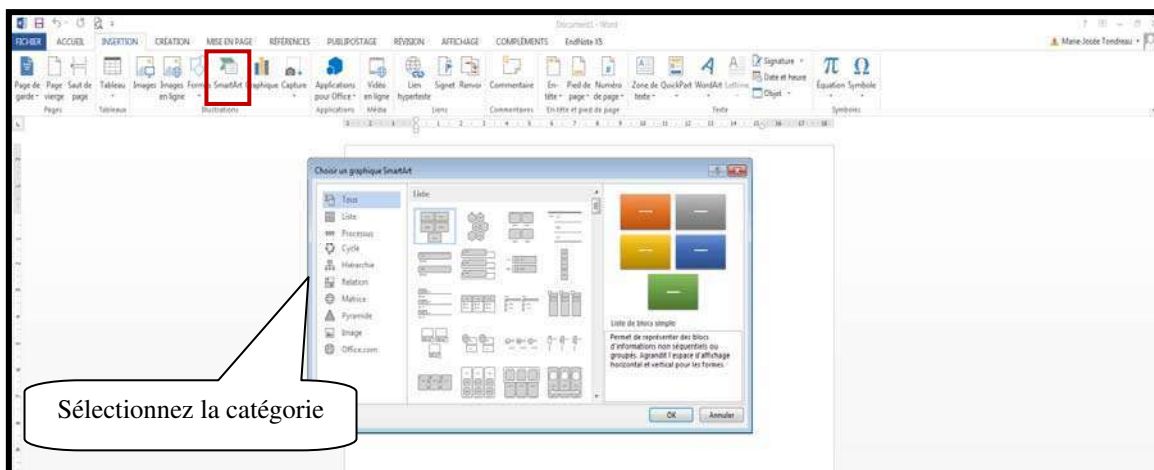 Document1 - Word
FICHIER ACCUEIL INSERTION CRÉATION MISE EN PAGE RÉFÉRENCES PUBLIPOSTAGE RÉVISION AFFICHAGE COMPLÉMENTS EndNote X5 Marie-Josée Tondreau
Page de garde Page vierge Saut de page Tableau Images Images en ligne Formes SmartArt Graphique Capture Applications pour Office Vidéo en ligne Lien hypertexte Signet Renvoi Commentaire En-tête Pied de page Numéro de page Zone de texte QuickPart WordArt Lettrine Signature Date et heure Objet Équation Symbole
Pages Tableaux Illustrations Applications Média Liens Commentaires En-tête et pied de page Texte Symboles
Choisir un graphique SmartArt
Tous
Liste
Processus
Cycle
Hiérarchie
Relation
Matrice
Pyramide
Image
Office.com
Liste
Liste de blocs simple
Permet de représenter des blocs
d'informations non séquentiels ou
groupés. Agrandit l'espace d'affichage
horizontal et vertical pour les formes.
OK Annuler
Sélectionnez la catégorie